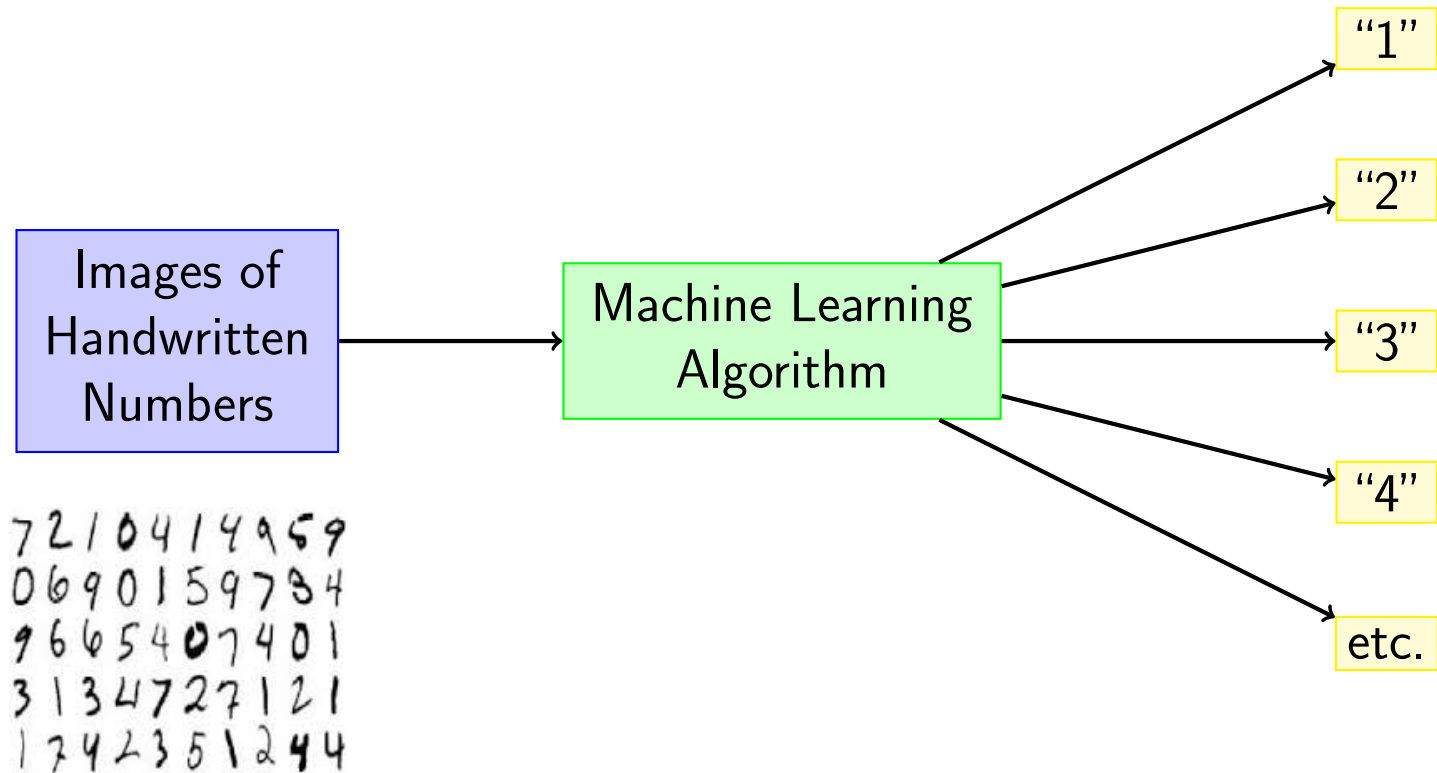 Images of
Handwritten
Numbers
Machine Learning
Algorithm
“1”
“2”
“3”
“4”
etc.
7 2 1 0 4 1 4 9 5 9
0 6 9 0 1 5 9 7 3 4
9 6 6 5 4 0 7 4 0 1
3 1 3 4 7 2 7 1 2 1
1 7 4 2 3 5 1 2 4 4